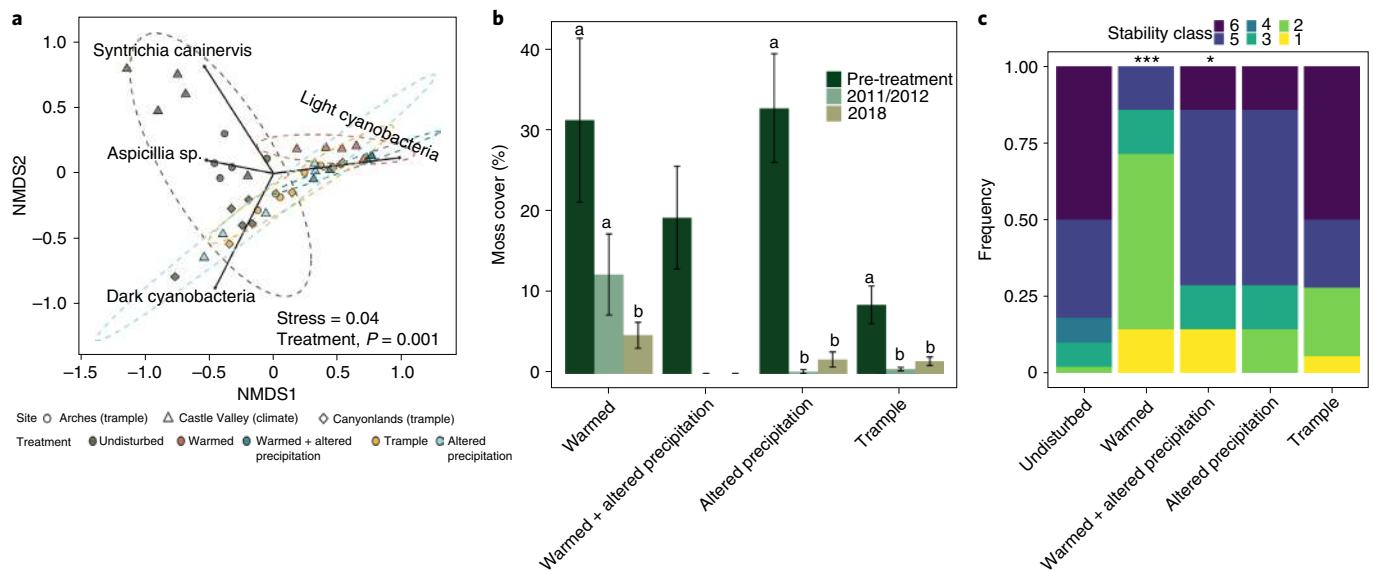 a
1.0
0.5
0
–0.5
–1.0
NMDS2
Syntrichia caninervis
Aspicillia sp.
Light cyanobacteria
Dark cyanobacteria
Stress = 0.04
Treatment, P = 0.001
–1.5
–1.0
–0.5
0
0.5
1.0
NMDS1
Site Arches (trample) Castle Valley (climate) Canyonlands (trample)
Treatment Undisturbed Warmed Warmed + altered precipitation Trample Altered precipitation
b
40
30
20
10
0
Moss cover (%)
a
a
b
a
b
b
a
b
b
Pre-treatment
2011/2012
2018
Warmed
Warmed + altered precipitation
Altered precipitation
Trample
c
Stability class
6 4 2
5 3 1
***
*
1.00
0.75
0.50
0.25
0
Frequency
Undisturbed
Warmed
Warmed + altered precipitation
Altered precipitation
Trample